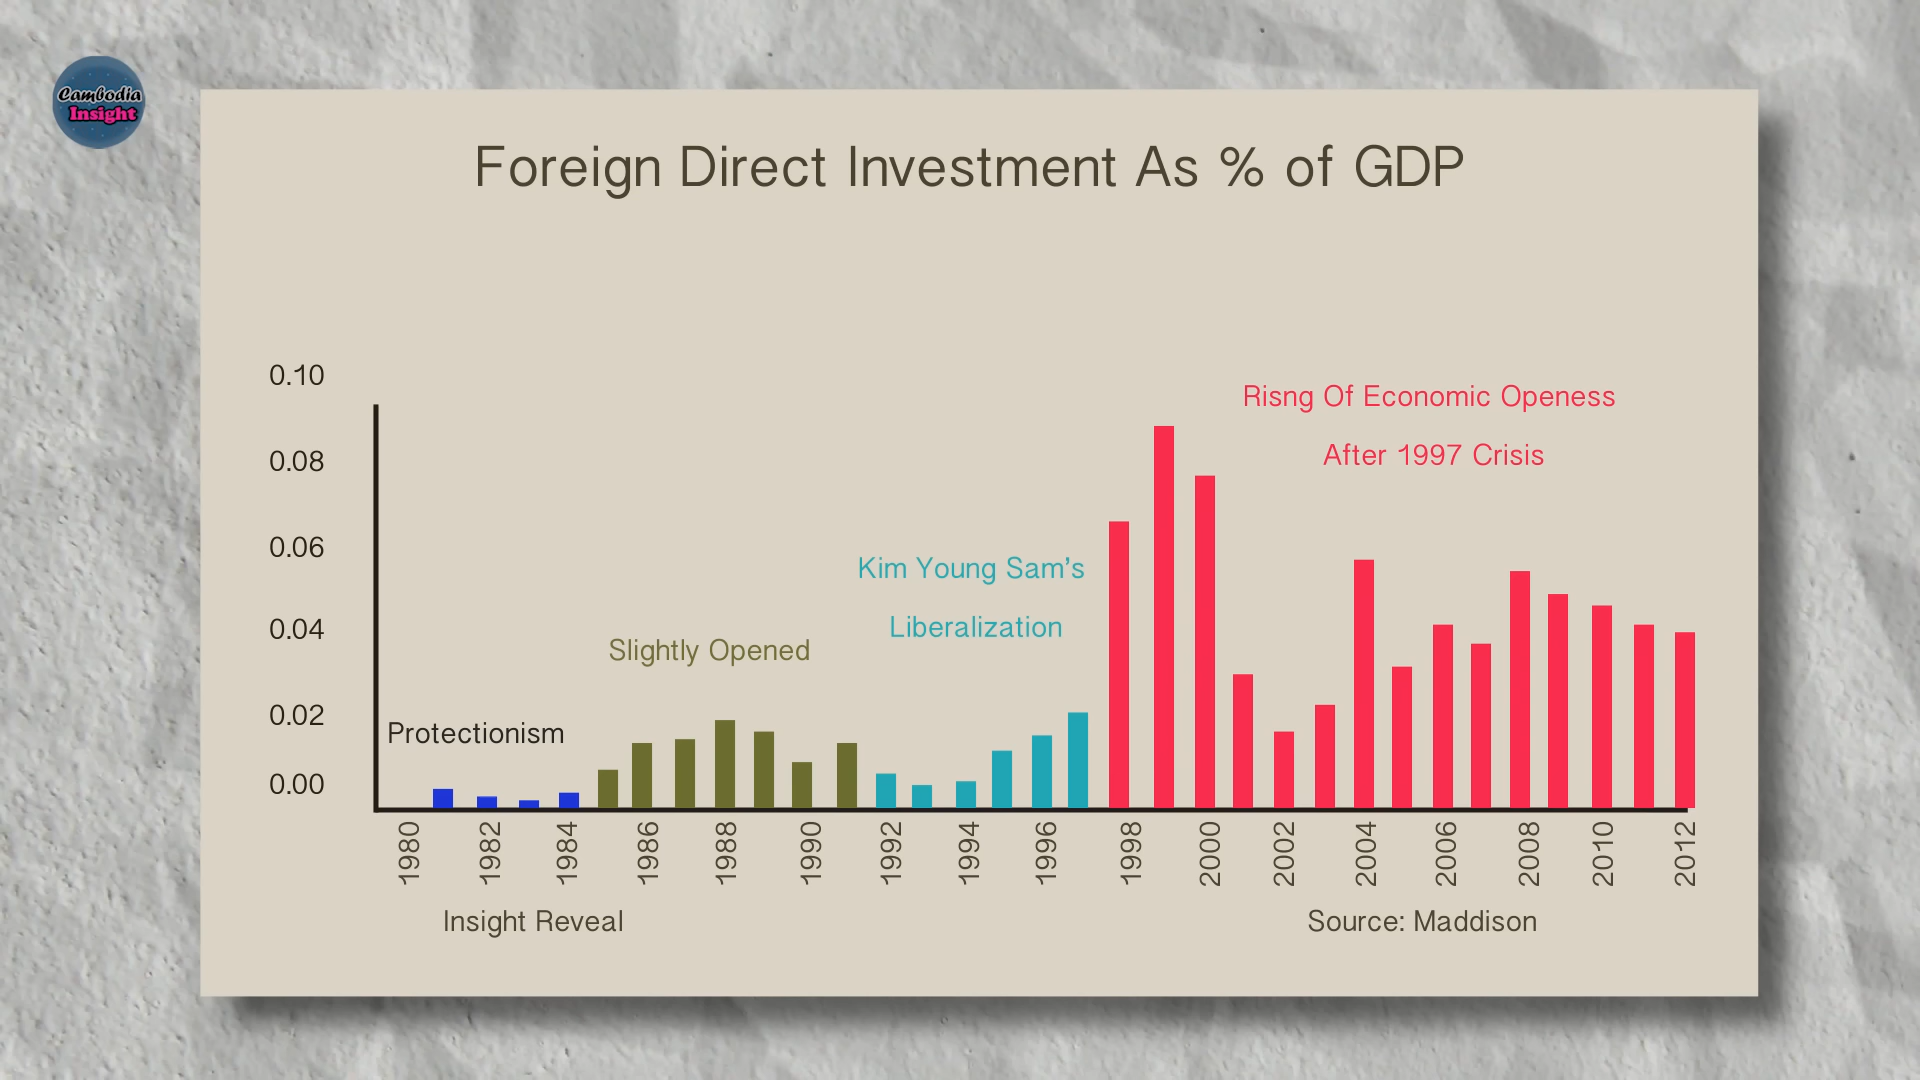 Cambodia
Insight
Foreign Direct Investment As % of GDP
0.10
0.08
0.06
0.04
0.02
0.00
Protectionism
Slightly Opened
Kim Young Sam's
Liberalization
Risng Of Economic Openess
After 1997 Crisis
1980
1982
1984
1986
1988
1990
1992
1994
1996
1998
2000
2002
2004
2006
2008
2010
2012
Insight Reveal
Source: Maddison